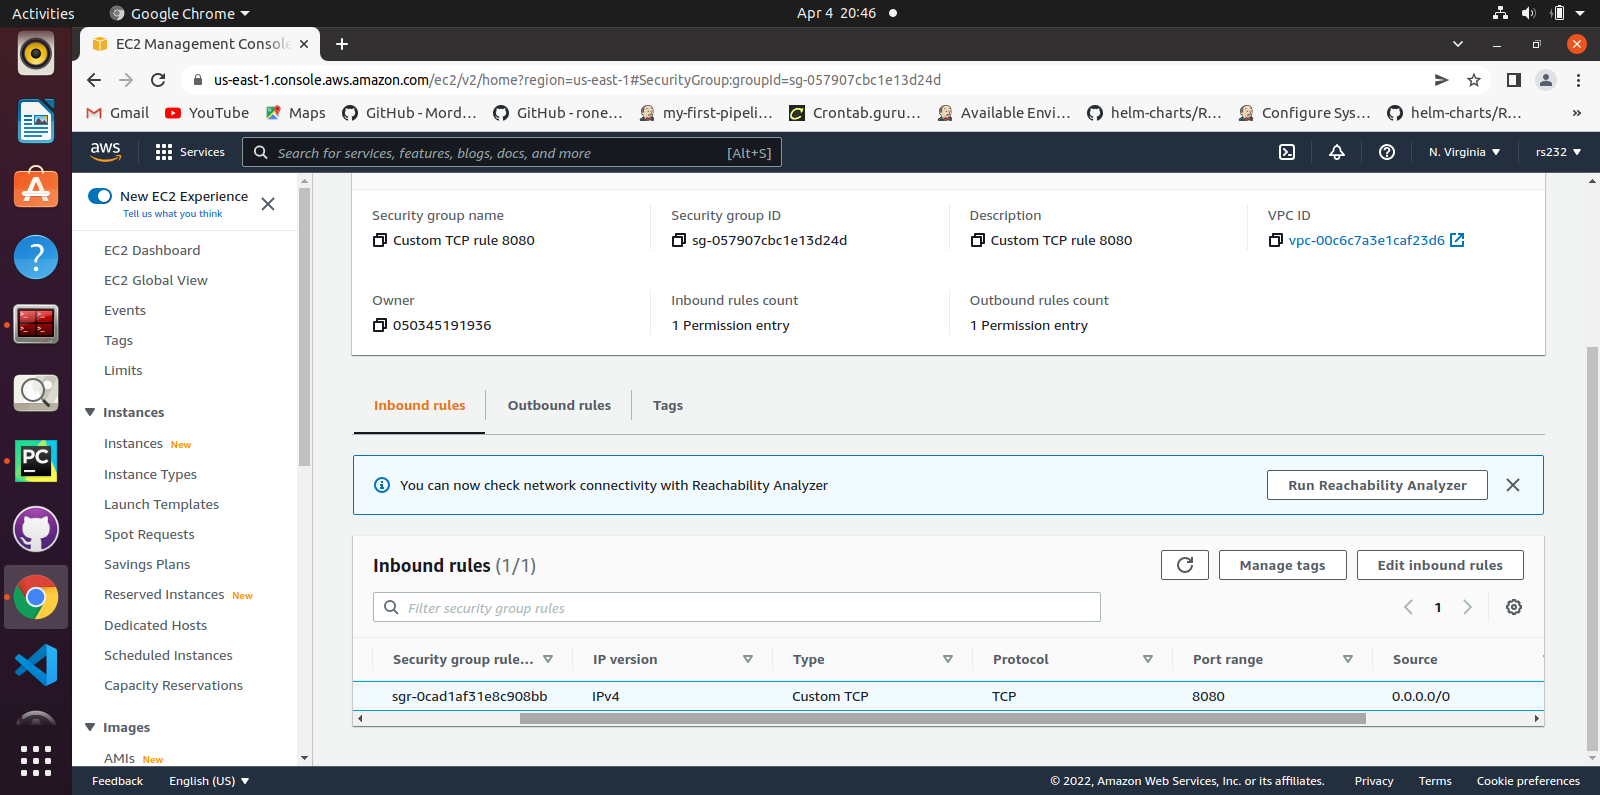 Activities
Google Chrome
Apr 4 20:46
EC2 Management Console
us-east-1.console.aws.amazon.com/ec2/v2/home?region=us-east-1#SecurityGroup:groupId=sg-057907cbc1e13d24d
Gmail
YouTube
Maps
GitHub - Mord...
GitHub - rone...
my-first-pipeli...
Crontab.guru...
Available Envi...
helm-charts/R...
Configure Sys...
helm-charts/R...
»
aws
Services
Search for services, features, blogs, docs, and more
[Alt+S]
N. Virginia
rs232
New EC2 Experience
Tell us what you think
EC2 Dashboard
EC2 Global View
Events
Tags
Limits
Instances
Instances New
Instance Types
Launch Templates
Spot Requests
Savings Plans
Reserved Instances New
Dedicated Hosts
Scheduled Instances
Capacity Reservations
Images
AMIs New
Security group name
Custom TCP rule 8080
Security group ID
sg-057907cbc1e13d24d
Description
Custom TCP rule 8080
VPC ID
vpc-00c6c7a3e1caf23d6
Owner
050345191936
Inbound rules count
1 Permission entry
Outbound rules count
1 Permission entry
Inbound rules
Outbound rules
Tags
You can now check network connectivity with Reachability Analyzer
Run Reachability Analyzer
Inbound rules (1/1)
Manage tags
Edit inbound rules
Filter security group rules
1
Security group rule...
IP version
Type
Protocol
Port range
Source
sgr-0cad1af31e8c908bb
IPv4
Custom TCP
TCP
8080
0.0.0.0/0
PC
Feedback
English (US)
© 2022, Amazon Web Services, Inc. or its affiliates.
Privacy
Terms
Cookie preferences